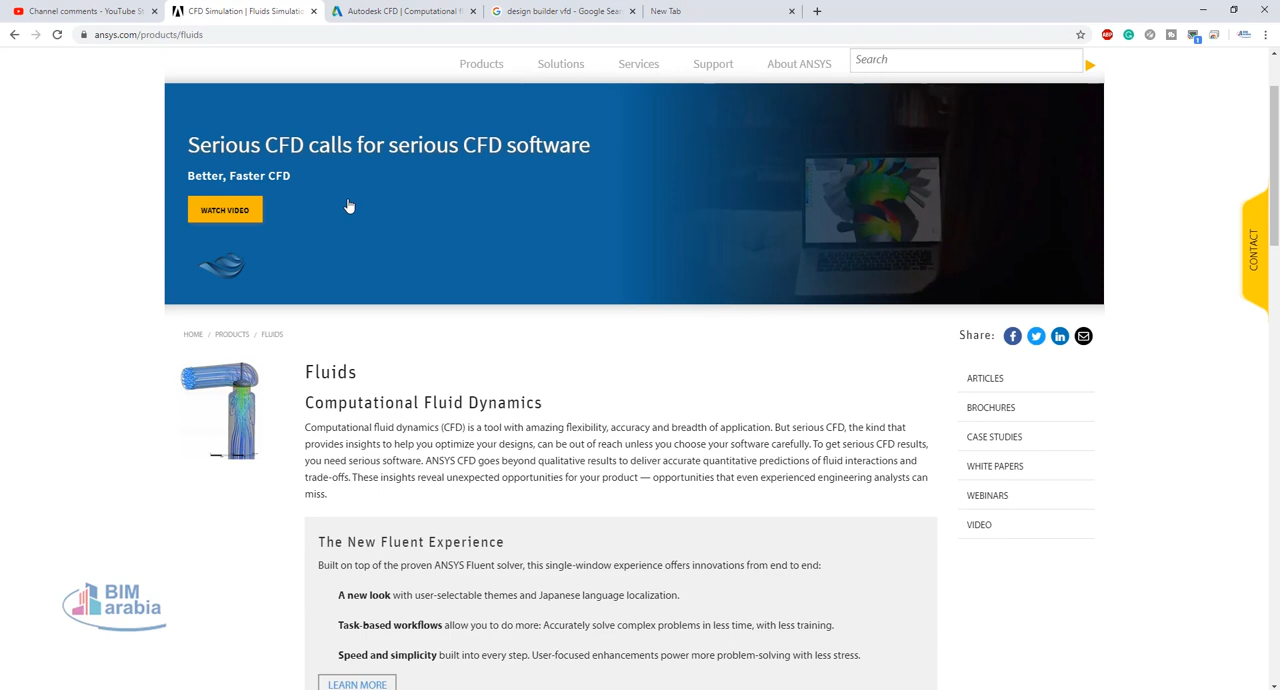 Channel comments - YouTube St
CFD Simulation | Fluids Simulatio
Autodesk CFD | Computational fl
design builder vfd - Google Sear
New Tab
ansys.com/products/fluids
ABP
1
Products
Solutions
Services
Support
About ANSYS
Search
Serious CFD calls for serious CFD software
Better, Faster CFD
WATCH VIDEO
CONTACT
HOME / PRODUCTS / FLUIDS
Share:
Fluids
Computational Fluid Dynamics
Computational fluid dynamics (CFD) is a tool with amazing flexibility, accuracy and breadth of application. But serious CFD, the kind that
provides insights to help you optimize your designs, can be out of reach unless you choose your software carefully. To get serious CFD results,
you need serious software. ANSYS CFD goes beyond qualitative results to deliver accurate quantitative predictions of fluid interactions and
trade-offs. These insights reveal unexpected opportunities for your product — opportunities that even experienced engineering analysts can
miss.
ARTICLES
BROCHURES
CASE STUDIES
WHITE PAPERS
WEBINARS
VIDEO
The New Fluent Experience
Built on top of the proven ANSYS Fluent solver, this single-window experience offers innovations from end to end:
A new look with user-selectable themes and Japanese language localization.
Task-based workflows allow you to do more: Accurately solve complex problems in less time, with less training.
Speed and simplicity built into every step. User-focused enhancements power more problem-solving with less stress.
LEARN MORE
BIM
arabia